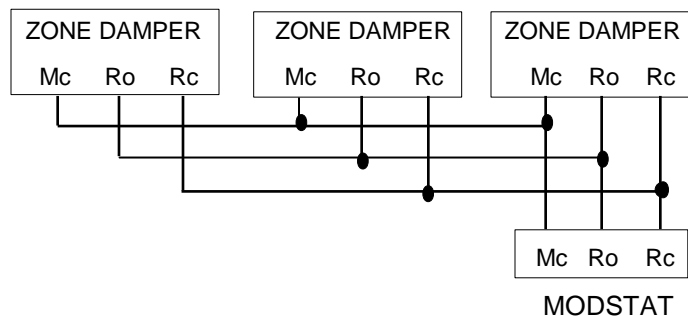 ZONE DAMPER ZONE DAMPER ZONE DAMPER
Mc Ro Rc Mc Ro Rc Mc Ro Rc
Mc Ro Rc
MODSTAT